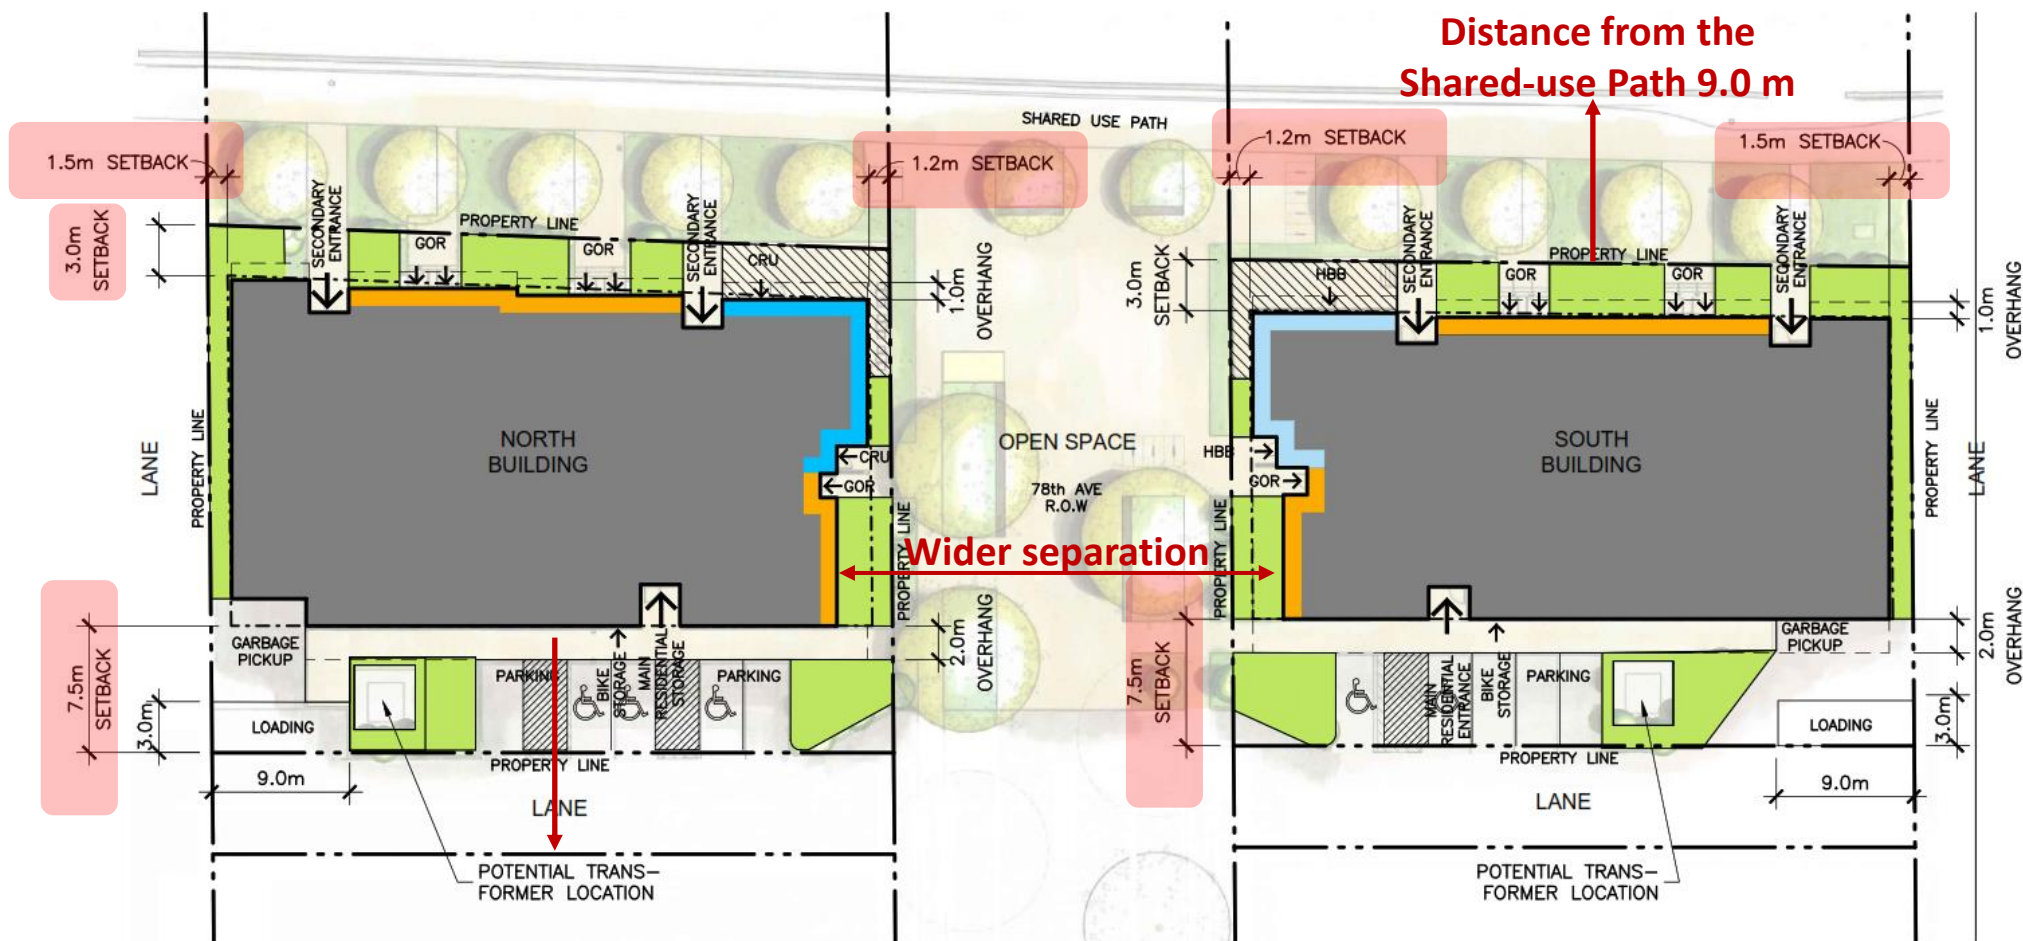 Distance from the
Shared-use Path 9.0 m
SHARED USE PATH
1.5m SETBACK
1.2m SETBACK
1.2m SETBACK
1.5m SETBACK
3.0m
SETBACK
SECONDARY
ENTRANCE
PROPERTY LINE
GOR
GOR
SECONDARY
ENTRANCE
CRU
1.0m
OVERHANG
3.0m
SETBACK
HBB
SECONDARY
ENTRANCE
PROPERTY LINE
GOR
GOR
SECONDARY
ENTRANCE
1.0m
OVERHANG
LANE
PROPERTY LINE
NORTH
BUILDING
CRU
GOR
OPEN SPACE
78th AVE
R.O.W
HBB
GOR
SOUTH
BUILDING
PROPERTY LINE
LANE
PROPERTY LINE
Wider separation
PROPERTY LINE
7.5m
SETBACK
3.0m
GARBAGE
PICKUP
LOADING
PARKING
BIKE
STORAGE
MAIN
RESIDENTIAL
STORAGE
PARKING
2.0m
OVERHANG
7.5m
SETBACK
MAIN
RESIDENTIAL
ENTRANCE
BIKE
STORAGE
PARKING
GARBAGE
PICKUP
LOADING
2.0m
OVERHANG
3.0m
PROPERTY LINE
PROPERTY LINE
9.0m
9.0m
LANE
LANE
POTENTIAL TRANS-
FORMER LOCATION
POTENTIAL TRANS-
FORMER LOCATION